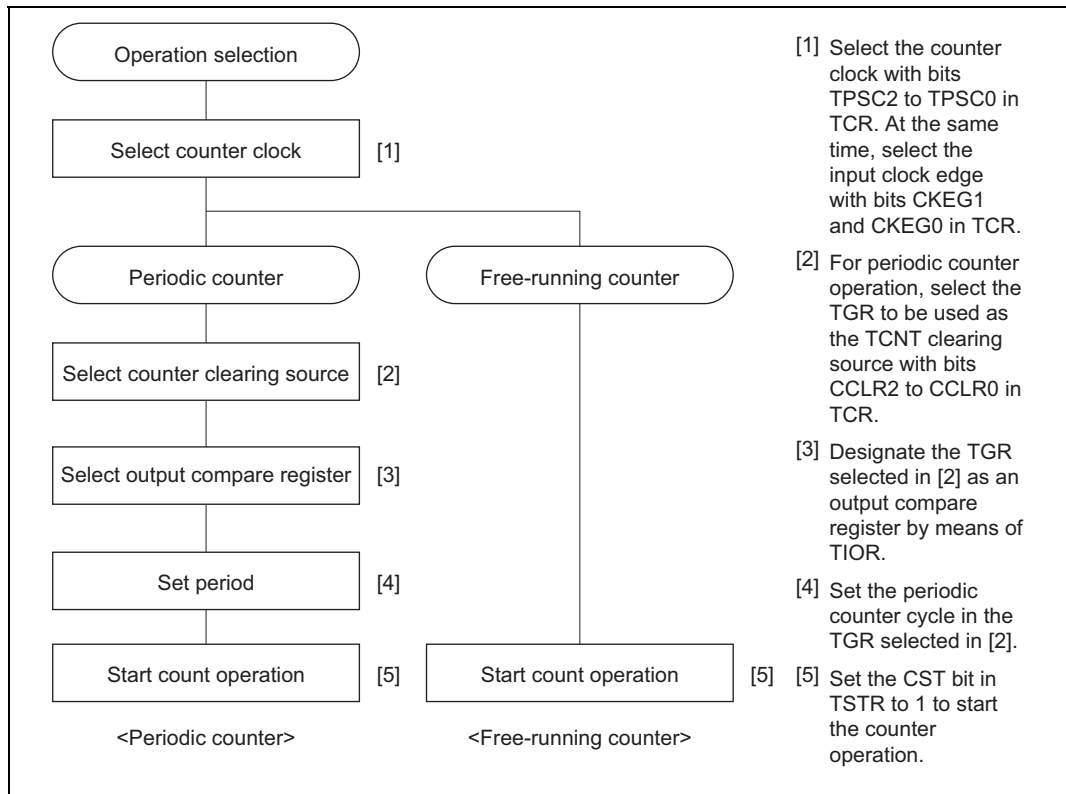 Operation selection
Select counter clock
[1]
Periodic counter
Free-running counter
Select counter clearing source
[2]
Select output compare register
[3]
Set period
[4]
Start count operation
[5]
Start count operation
[5]
<Periodic counter>
<Free-running counter>
[1] Select the counter
clock with bits
TPSC2 to TPSC0 in
TCR. At the same
time, select the
input clock edge
with bits CKEG1
and CKEG0 in TCR.
[2] For periodic counter
operation, select the
TGR to be used as
the TCNT clearing
source with bits
CCLR2 to CCLR0 in
TCR.
[3] Designate the TGR
selected in [2] as an
output compare
register by means of
TIOR.
[4] Set the periodic
counter cycle in the
TGR selected in [2].
[5] Set the CST bit in
TSTR to 1 to start
the counter
operation.